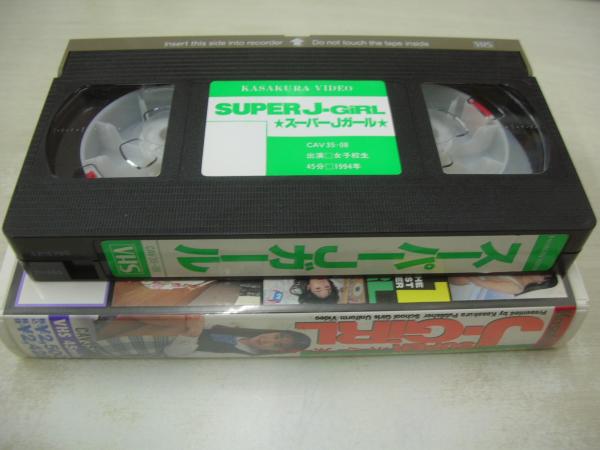 Insert this side into recorder Do not touch the tape inside VHS
KASAKURA VIDEO
SUPER J-GiRL
★スーパーJガール★
CAV35-08
出演□女子校生
45分□1994年
スーパーJガール
VHS
THE
Presented by Kasakura Publisher School Girls Uniform Video
J-GiRL